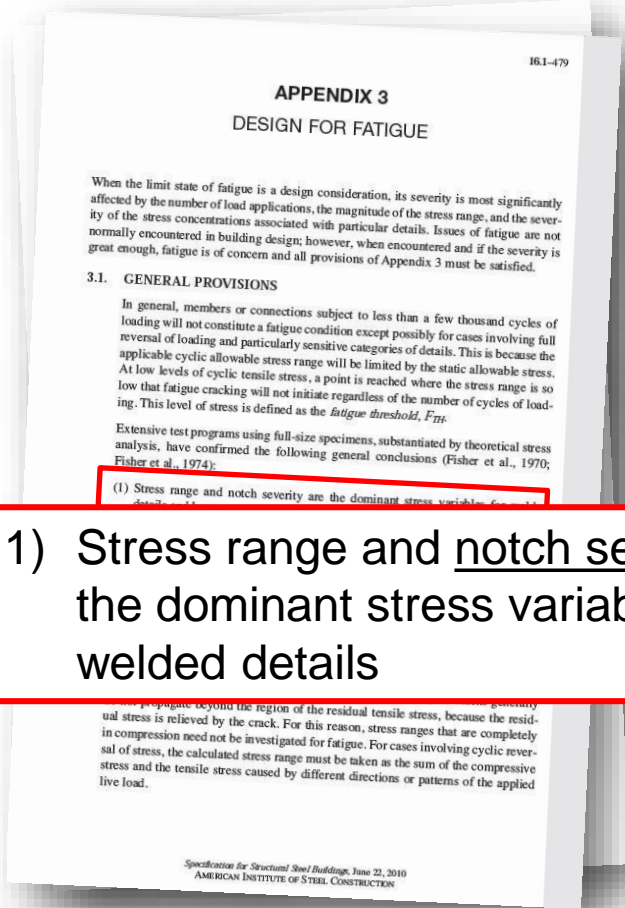 16.1–479
APPENDIX 3
DESIGN FOR FATIGUE
When the limit state of fatigue is a design consideration, its severity is most significantly
affected by the number of load applications, the magnitude of the stress range, and the sever-
ity of the stress concentrations associated with particular details. Issues of fatigue are not
normally encountered in building design; however, when encountered and if the severity is
great enough, fatigue is of concern and all provisions of Appendix 3 must be satisfied.
3.1. GENERAL PROVISIONS
In general, members or connections subject to less than a few thousand cycles of
loading will not constitute a fatigue condition except possibly for cases involving full
reversal of loading and particularly sensitive categories of details. This is because the
applicable cyclic allowable stress range will be limited by the static allowable stress.
At low levels of cyclic tensile stress, a point is reached where the stress range is so
low that fatigue cracking will not initiate regardless of the number of cycles of load-
ing. This level of stress is defined as the fatigue threshold, FTH.
Extensive test programs using full-size specimens, substantiated by theoretical stress
analysis, have confirmed the following general conclusions (Fisher et al., 1970;
Fisher et al., 1974):
(1) Stress range and notch severity are the dominant stress variables for
1) Stress range and notch se
the dominant stress variab
welded details
propagate beyond the region of the residual tensile stress, because the resid-
ual stress is relieved by the crack. For this reason, stress ranges that are completely
in compression need not be investigated for fatigue. For cases involving cyclic rever-
sal of stress, the calculated stress range must be taken as the sum of the compressive
stress and the tensile stress caused by different directions or patterns of the applied
live load.
Specification for Structural Steel Buildings, June 22, 2010
AMERICAN INSTITUTE OF STEEL CONSTRUCTION